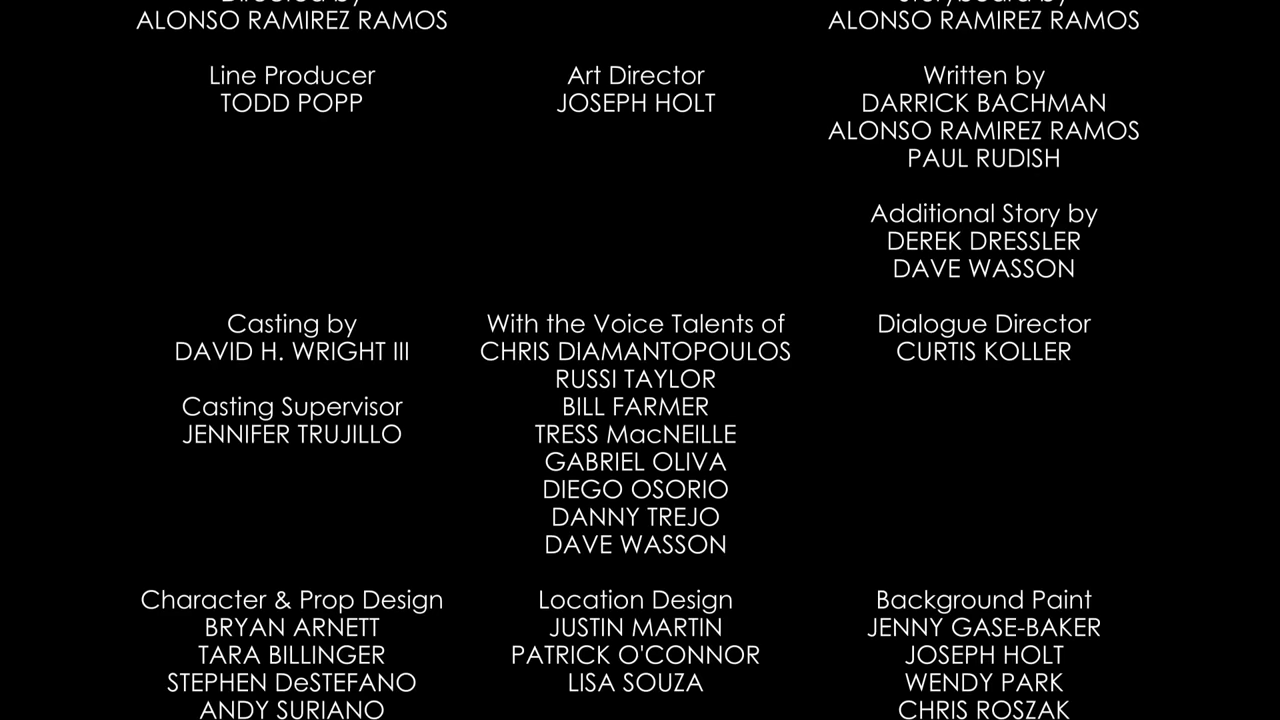 Directed by
ALONSO RAMIREZ RAMOS
Storyboard by
ALONSO RAMIREZ RAMOS
Line Producer
TODD POPP
Art Director
JOSEPH HOLT
Written by
DARRICK BACHMAN
ALONSO RAMIREZ RAMOS
PAUL RUDISH
Additional Story by
DEREK DRESSLER
DAVE WASSON
Casting by
DAVID H. WRIGHT III
Casting Supervisor
JENNIFER TRUJILLO
With the Voice Talents of
CHRIS DIAMANTOPOULOS
RUSSI TAYLOR
BILL FARMER
TRESS MacNEILLE
GABRIEL OLIVA
DIEGO OSORIO
DANNY TREJO
DAVE WASSON
Dialogue Director
CURTIS KOLLER
Character & Prop Design
BRYAN ARNETT
TARA BILLINGER
STEPHEN DeSTEFANO
ANDY SURIANO
Location Design
JUSTIN MARTIN
PATRICK O'CONNOR
LISA SOUZA
Background Paint
JENNY GASE-BAKER
JOSEPH HOLT
WENDY PARK
CHRIS ROSZAK